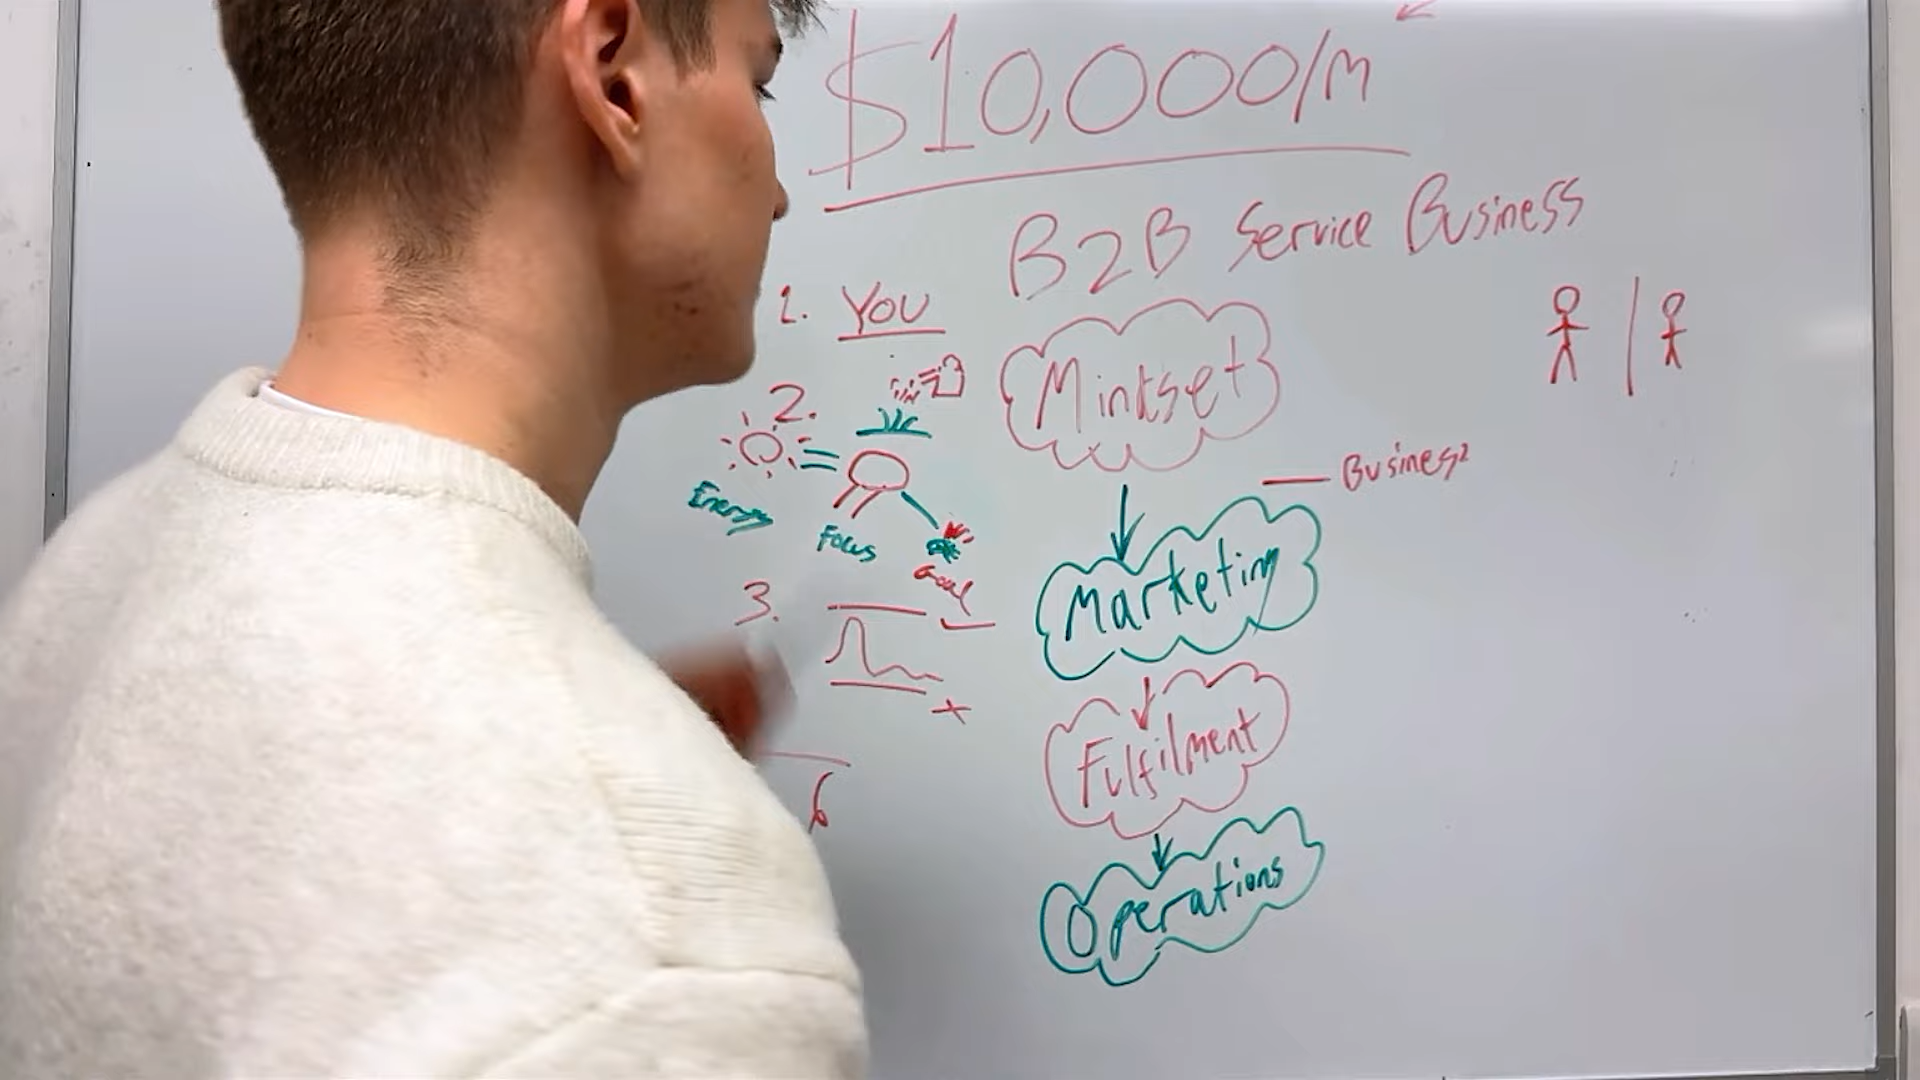 $10,000/m
B2B Service Business
1. YOU
Mindset
2.
Energy
Focus
Goal
Business
Marketing
3.
Fulfilment
Operations